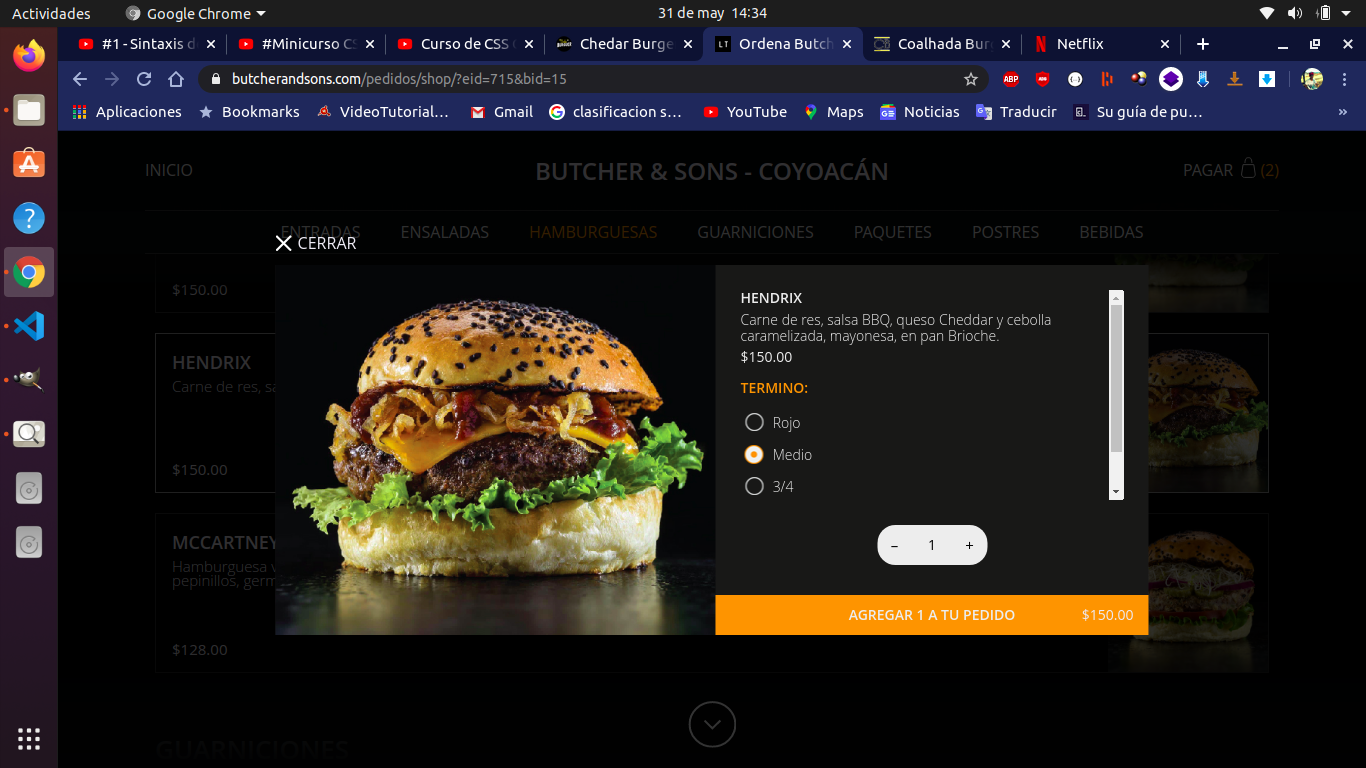 Actividades
Google Chrome
31 de may 14:34
#1 - Sintaxis d
#Minicurso CS
Curso de CSS
Chedar Burge
LT
Ordena Butch
Coalhada Bur
Netflix
butcherandsons.com/pedidos/shop/?eid=715&bid=15
ABP
Aplicaciones
Bookmarks
VideoTutorial…
Gmail
clasificacion s…
YouTube
Maps
Noticias
Traducir
Su guía de pu…
INICIO
BUTCHER & SONS - COYOACÁN
PAGAR (2)
ENTRADAS
ENSALADAS
HAMBURGUESAS
GUARNICIONES
PAQUETES
POSTRES
BEBIDAS
CERRAR
$150.00
HENDRIX
Carne de res, sa
$150.00
MCCARTNEY
Hamburguesa v
pepinillos, germ
$128.00
HENDRIX
Carne de res, salsa BBQ, queso Cheddar y cebolla
caramelizada, mayonesa, en pan Brioche.
$150.00
TERMINO:
Rojo
Medio
3/4
– 1 +
AGREGAR 1 A TU PEDIDO $150.00
GUARNICIONES